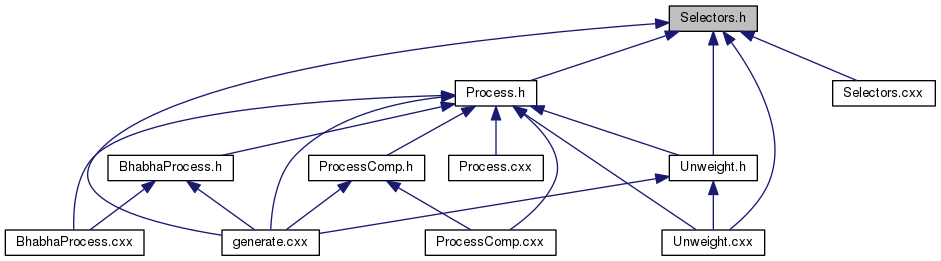 Selectors.h
Process.h
Selectors.cxx
BhabhaProcess.h
ProcessComp.h
Process.cxx
Unweight.h
BhabhaProcess.cxx
generate.cxx
ProcessComp.cxx
Unweight.cxx